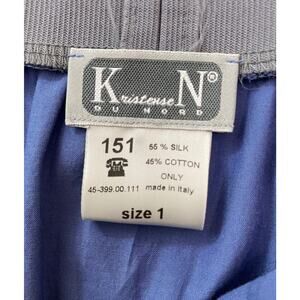 KristenseN®
DU NORD
151
55 % SILK
45% COTTON
ONLY
45-399.00.111
made in Italy
size 1